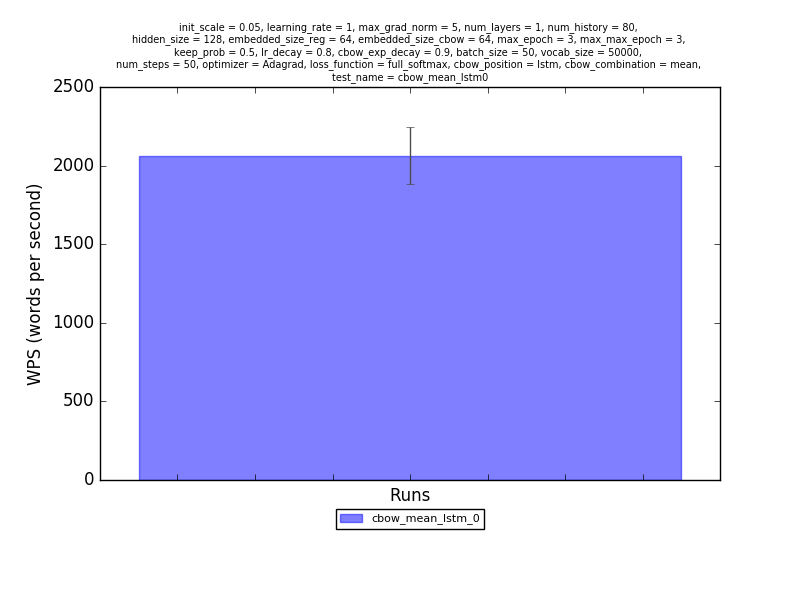 init_scale = 0.05, learning_rate = 1, max_grad_norm = 5, num_layers = 1, num_history = 80,
hidden_size = 128, embedded_size_reg = 64, embedded_size_cbow = 64, max_epoch = 3, max_max_epoch = 3,
keep_prob = 0.5, lr_decay = 0.8, cbow_exp_decay = 0.9, batch_size = 50, vocab_size = 50000,
num_steps = 50, optimizer = Adagrad, loss_function = full_softmax, cbow_position = lstm, cbow_combination = mean,
test_name = cbow_mean_lstm0
2500
2000
1500
1000
500
0
WPS (words per second)
Runs
cbow_mean_lstm_0